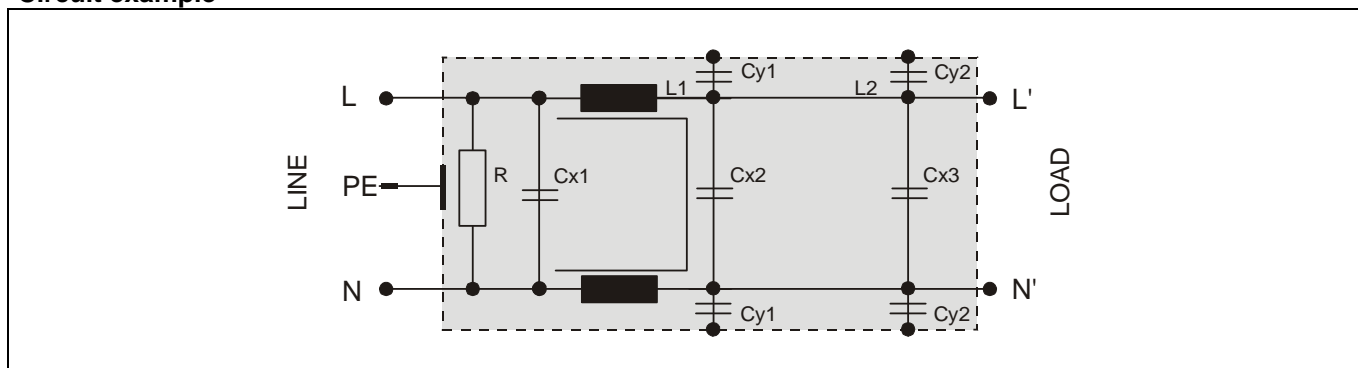 Circuit example
Cy1
Cy2
L
L1
L2
L'
LINE
PE
R
Cx1
Cx2
Cx3
LOAD
N
N'
Cy1
Cy2